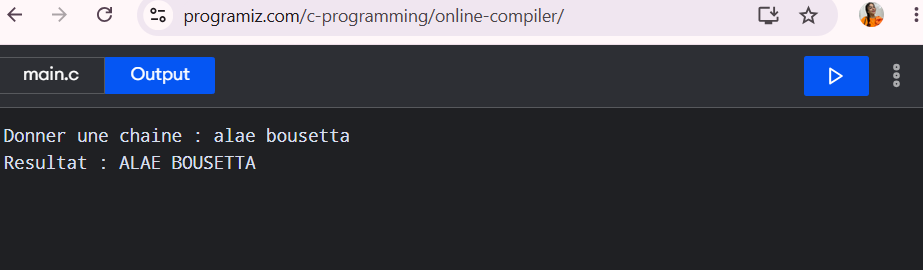 programiz.com/c-programming/online-compiler/
main.c Output
Donner une chaine : alae bousetta
Resultat : ALAE BOUSETTA